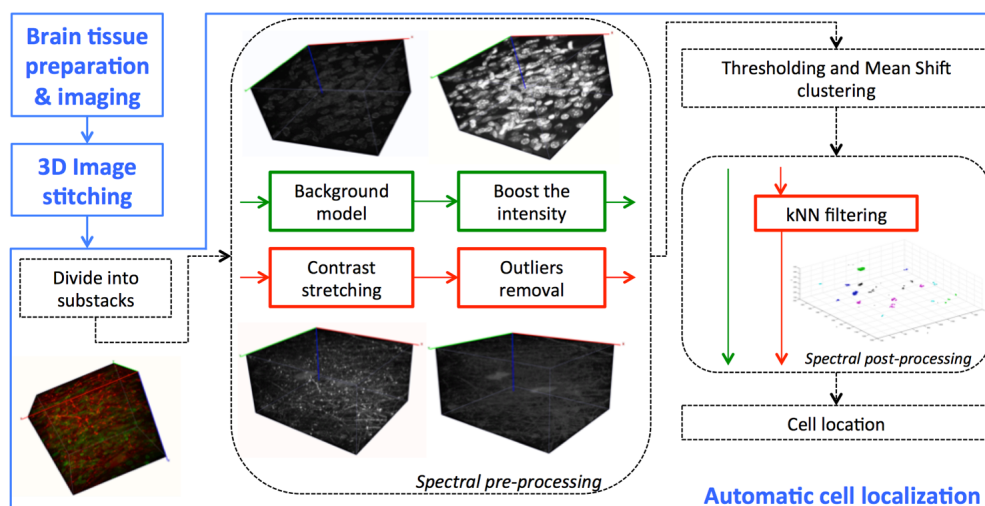 Brain tissue
preparation
& imaging
3D Image
stitching
Divide into
substacks
Background
model
Boost the
intensity
Contrast
stretching
Outliers
removal
Spectral pre-processing
Thresholding and Mean Shift
clustering
kNN filtering
Spectral post-processing
Cell location
Automatic cell localization